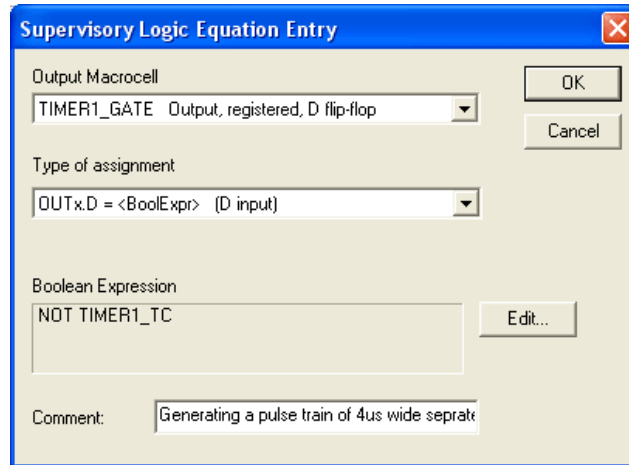 Supervisory Logic Equation Entry
Output Macrocell
OK
TIMER1_GATE Output, registered, D flip-flop
Cancel
Type of assignment
OUTx.D = <BoolExpr> (D input)
Boolean Expression
NOT TIMER1_TC
Edit...
Comment:
Generating a pulse train of 4us wide seprate